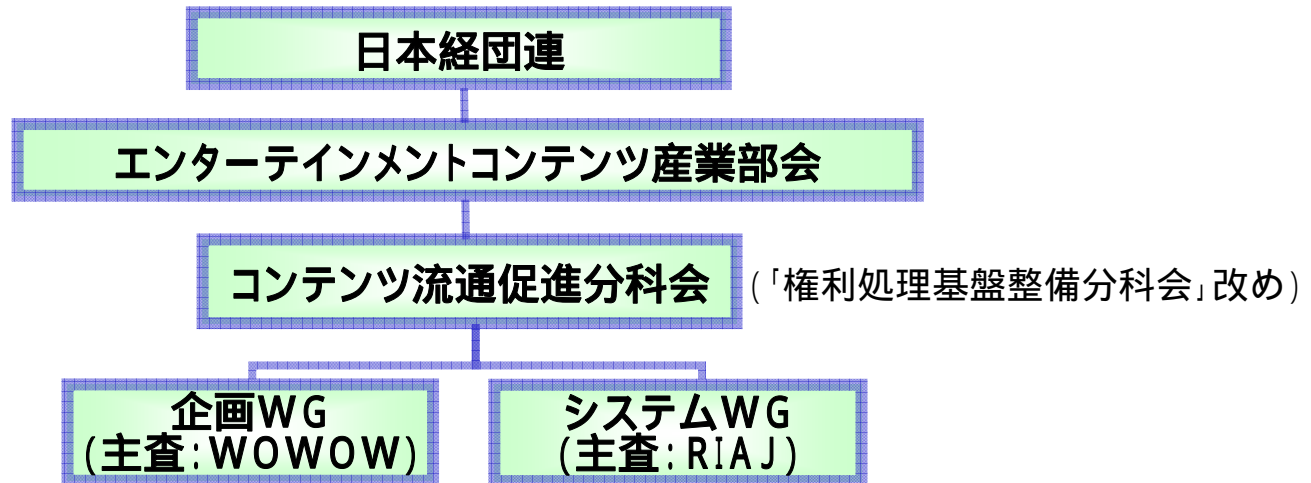 日本経団連
エンターテインメントコンテンツ産業部会
コンテンツ流通促進分科会
(「権利処理基盤整備分科会」改め)
企画WG
(主査:WOWOW)
システムWG
(主査:RIAJ)